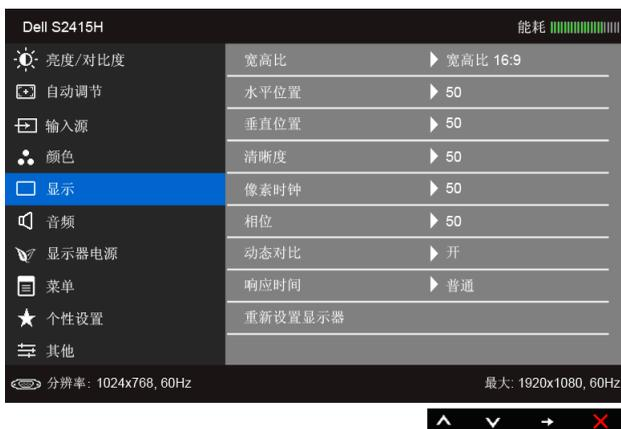 Dell S2415H 能耗
亮度/对比度 宽高比 宽高比 16:9
自动调节 水平位置 50
输入源 垂直位置 50
颜色 清晰度 50
显示 像素时钟 50
音频 相位 50
显示器电源 动态对比 开
菜单 响应时间 普通
个性设置 重新设置显示器
其他
分辨率: 1024x768, 60Hz 最大: 1920x1080, 60Hz